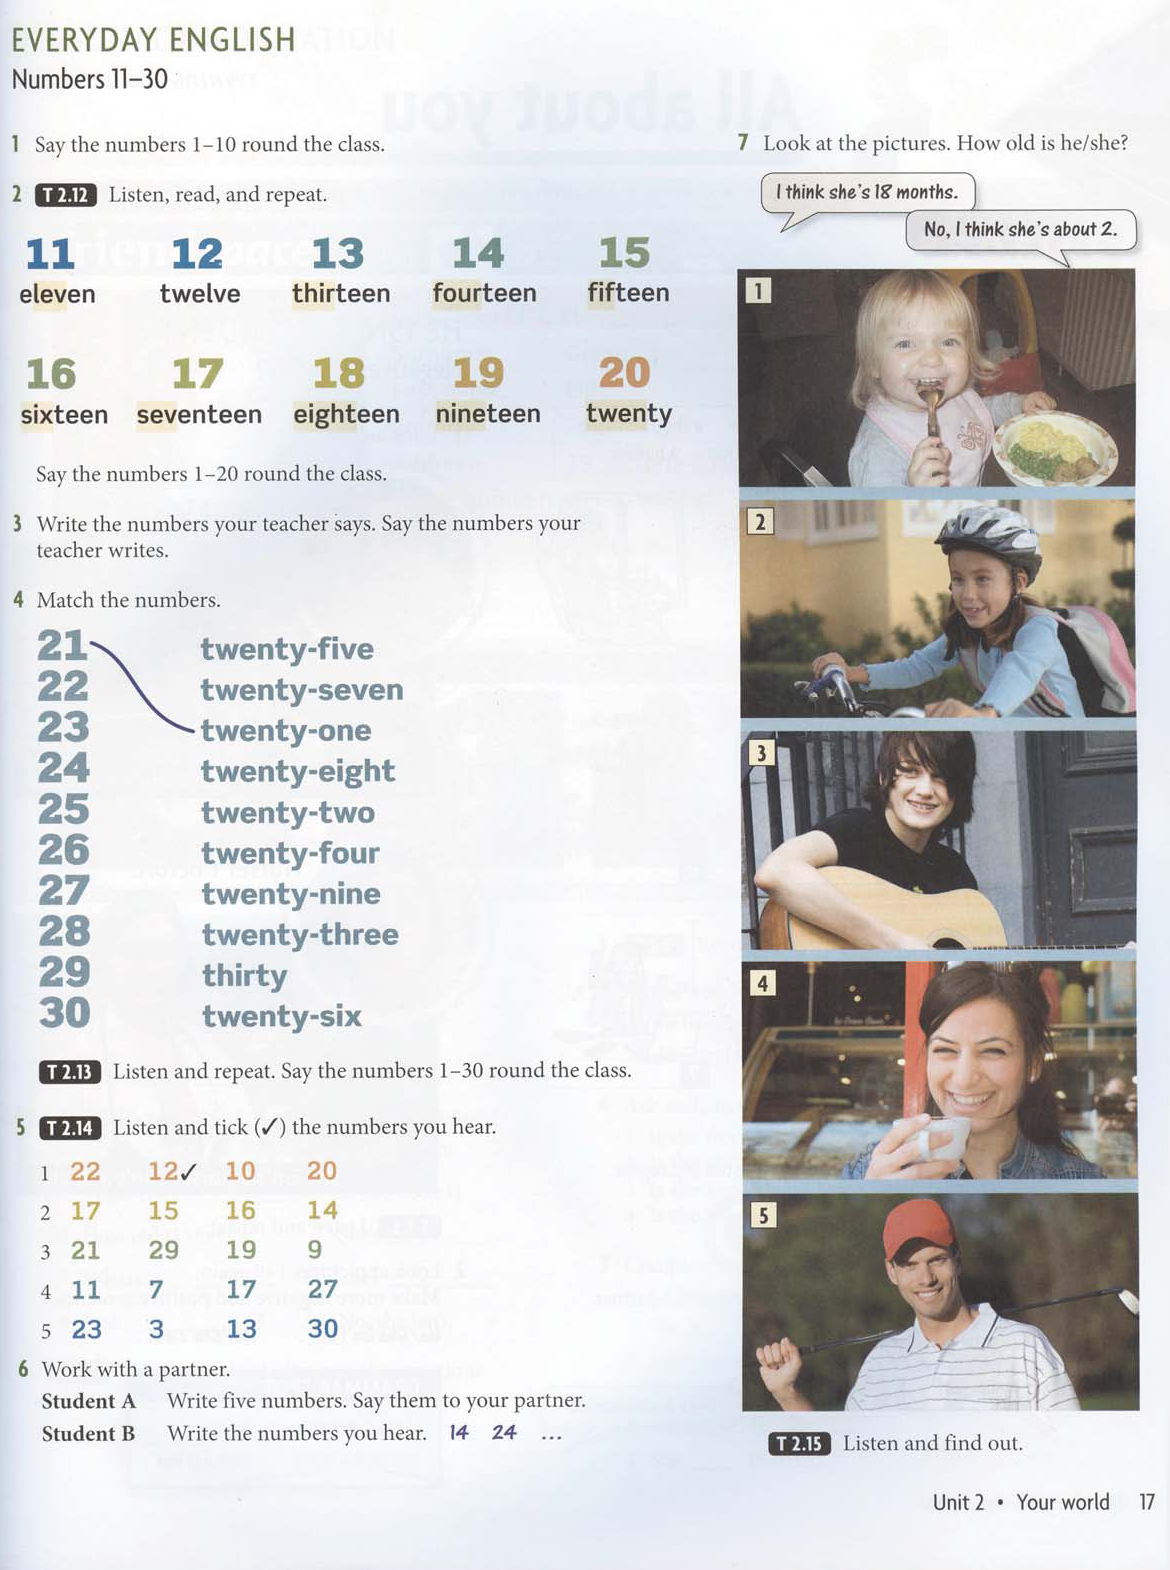 EVERYDAY ENGLISH
Numbers 11–30
1 Say the numbers 1–10 round the class.
2 T 2.12 Listen, read, and repeat.
11 12 13 14 15
eleven twelve thirteen fourteen fifteen
16 17 18 19 20
sixteen seventeen eighteen nineteen twenty
Say the numbers 1–20 round the class.
3 Write the numbers your teacher says. Say the numbers your
teacher writes.
4 Match the numbers.
21 twenty-five
22 twenty-seven
23 twenty-one
24 twenty-eight
25 twenty-two
26 twenty-four
27 twenty-nine
28 twenty-three
29 thirty
30 twenty-six
T 2.13 Listen and repeat. Say the numbers 1–30 round the class.
5 T 2.14 Listen and tick (✓) the numbers you hear.
1 22 12✓ 10 20
2 17 15 16 14
3 21 29 19 9
4 11 7 17 27
5 23 3 13 30
6 Work with a partner.
Student A Write five numbers. Say them to your partner.
Student B Write the numbers you hear. 14 24 ...
7 Look at the pictures. How old is he/she?
I think she's 18 months.
No, I think she's about 2.
1
2
3
4
5
T 2.15 Listen and find out.
Unit 2 • Your world 17